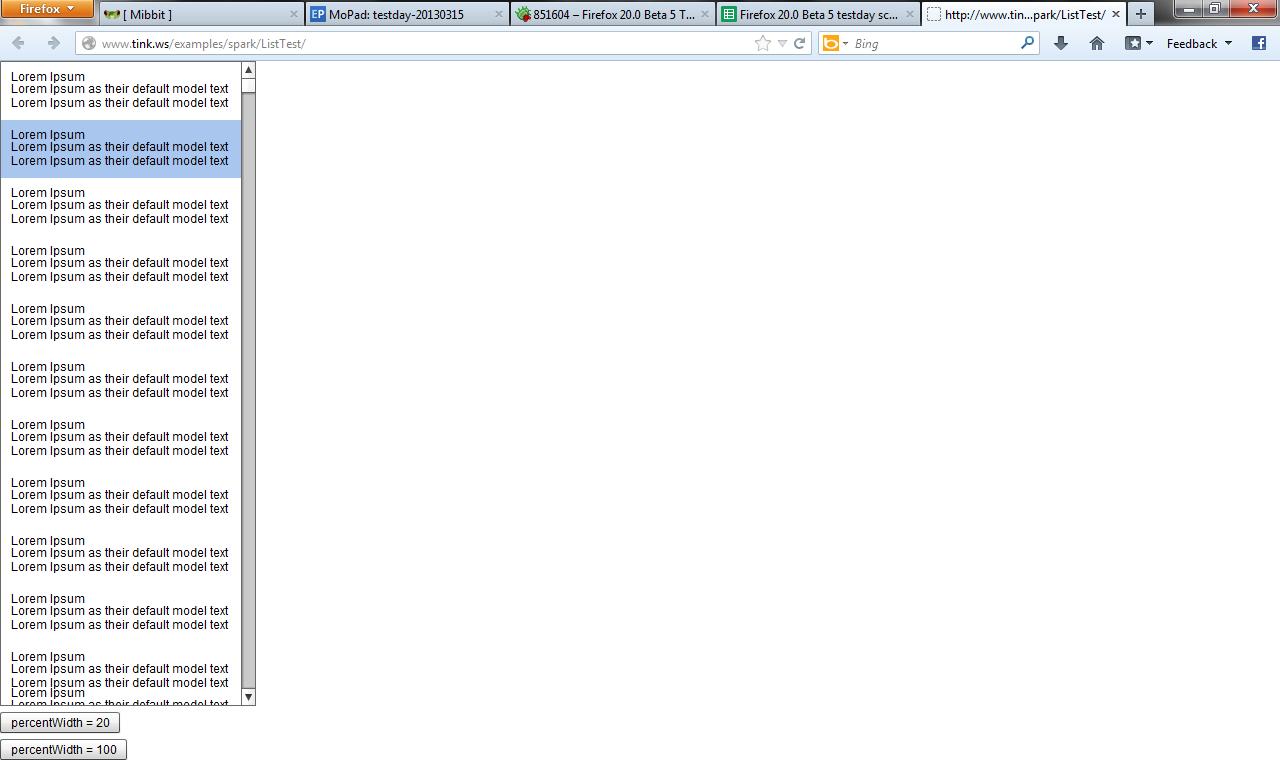 Firefox
[ Mibbit ]
MoPad: testday-20130315
851604 – Firefox 20.0 Beta 5 T...
Firefox 20.0 Beta 5 testday sc...
http://www.tin...park/ListTest/
www.tink.ws/examples/spark/ListTest/
Bing
Feedback
Lorem Ipsum
Lorem Ipsum as their default model text
Lorem Ipsum as their default model text
Lorem Ipsum
Lorem Ipsum as their default model text
Lorem Ipsum as their default model text
Lorem Ipsum
Lorem Ipsum as their default model text
Lorem Ipsum as their default model text
Lorem Ipsum
Lorem Ipsum as their default model text
Lorem Ipsum as their default model text
Lorem Ipsum
Lorem Ipsum as their default model text
Lorem Ipsum as their default model text
Lorem Ipsum
Lorem Ipsum as their default model text
Lorem Ipsum as their default model text
Lorem Ipsum
Lorem Ipsum as their default model text
Lorem Ipsum as their default model text
Lorem Ipsum
Lorem Ipsum as their default model text
Lorem Ipsum as their default model text
Lorem Ipsum
Lorem Ipsum as their default model text
Lorem Ipsum as their default model text
Lorem Ipsum
Lorem Ipsum as their default model text
Lorem Ipsum as their default model text
Lorem Ipsum
Lorem Ipsum as their default model text
Lorem Ipsum as their default model text
Lorem Ipsum
Lorem Ipsum as their default model text
percentWidth = 20
percentWidth = 100